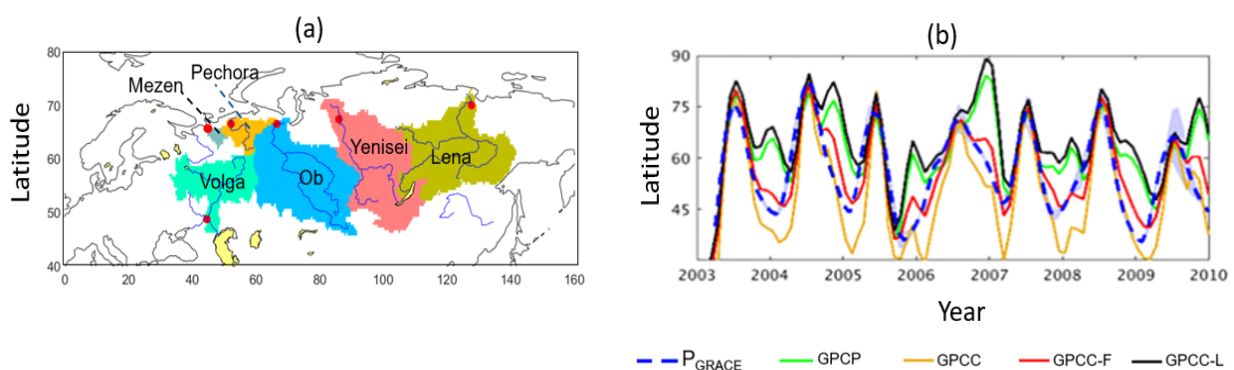 (a)
80
70
60
50
40
Latitude
0
20
40
60
80
100
120
140
160
Mezen
Pechora
Volga
Ob
Yenisei
Lena
(b)
90
75
60
45
Latitude
2003
2004
2005
2006
2007
2008
2009
2010
Year
PGRACE
GPCP
GPCC
GPCC-F
GPCC-L